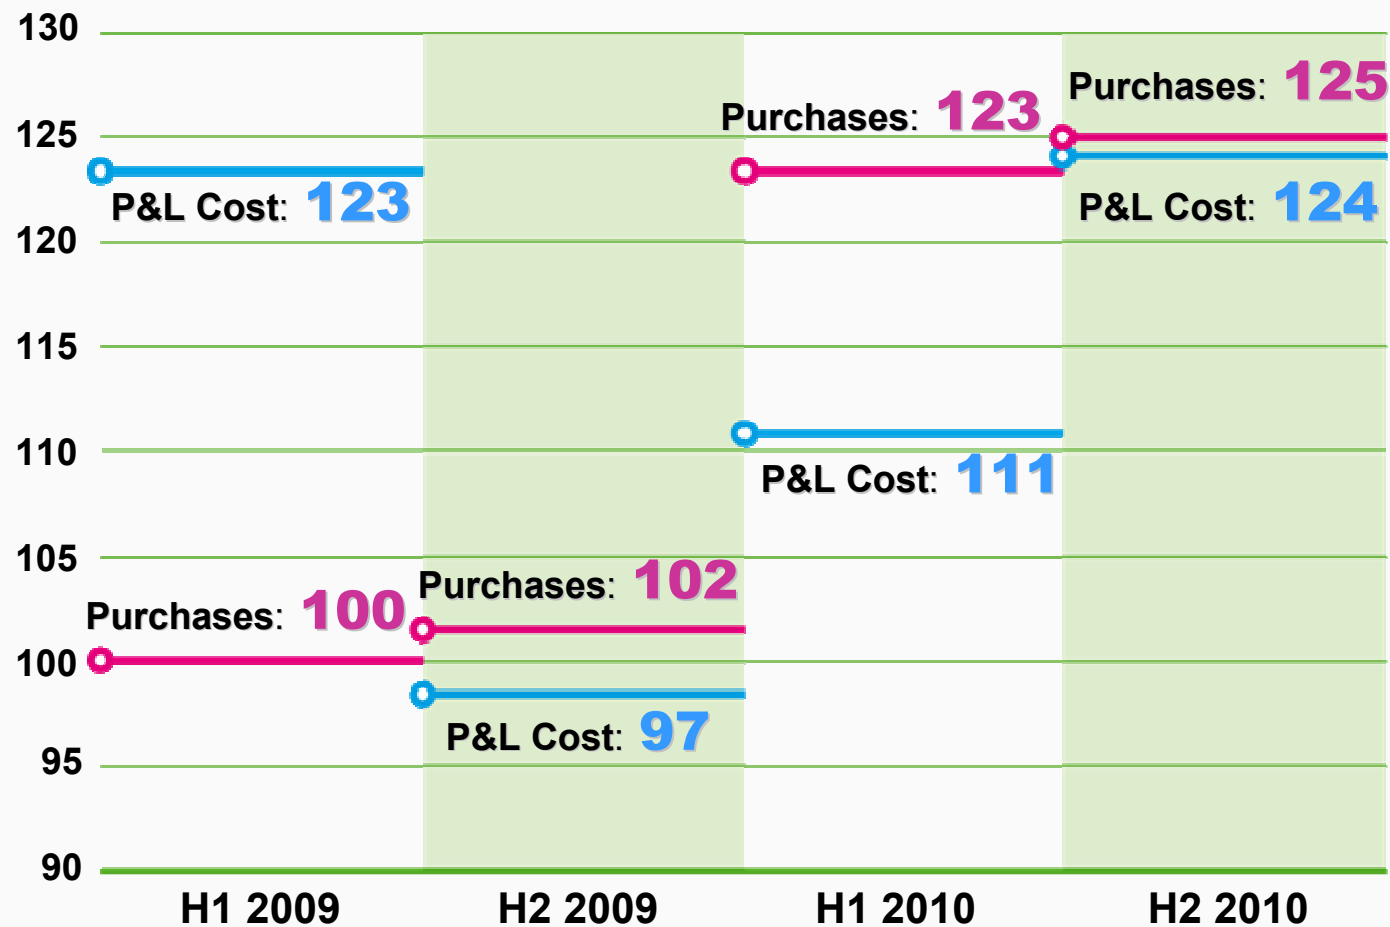 130
125
120
115
110
105
100
95
90
Purchases: 125
Purchases: 123
P&L Cost: 123
P&L Cost: 124
P&L Cost: 111
Purchases: 102
Purchases: 100
P&L Cost: 97
H1 2009
H2 2009
H1 2010
H2 2010